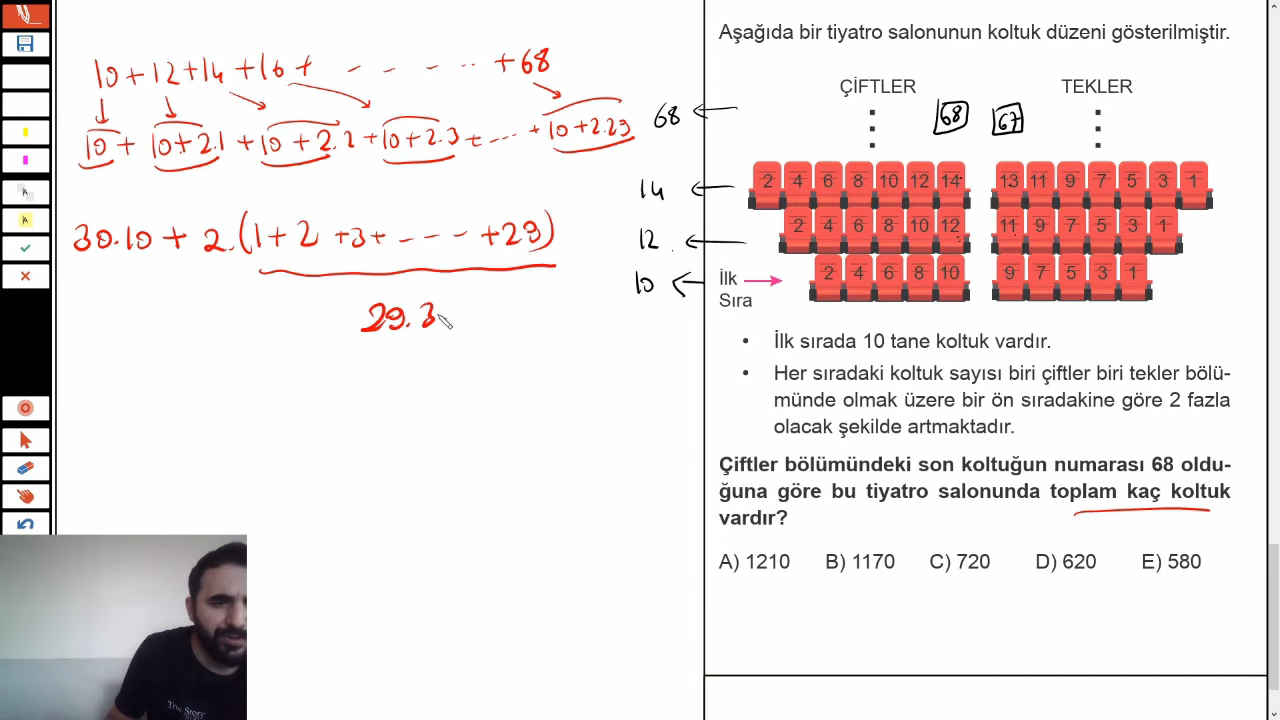 10 + 12 + 14 + 16 + - - - - .. + 68
10 + 10 + 2.1 + 10 + 2.2 + 10 + 2.3 + - - - + 10 + 2.29
30.10 + 2.(1 + 2 + 3 + - - - - + 29)
29.3
68
14
12
10
Aşağıda bir tiyatro salonunun koltuk düzeni gösterilmiştir.
ÇİFTLER TEKLER
68 67
2 4 6 8 10 12 14 13 11 9 7 5 3 1
2 4 6 8 10 12 11 9 7 5 3 1
İlk Sıra
2 4 6 8 10 9 7 5 3 1
• İlk sırada 10 tane koltuk vardır.
• Her sıradaki koltuk sayısı biri çiftler biri tekler bölü-
münde olmak üzere bir ön sıradakine göre 2 fazla
olacak şekilde artmaktadır.
Çiftler bölümündeki son koltuğun numarası 68 oldu-
ğuna göre bu tiyatro salonunda toplam kaç koltuk
vardır?
A) 1210 B) 1170 C) 720 D) 620 E) 580
True Story